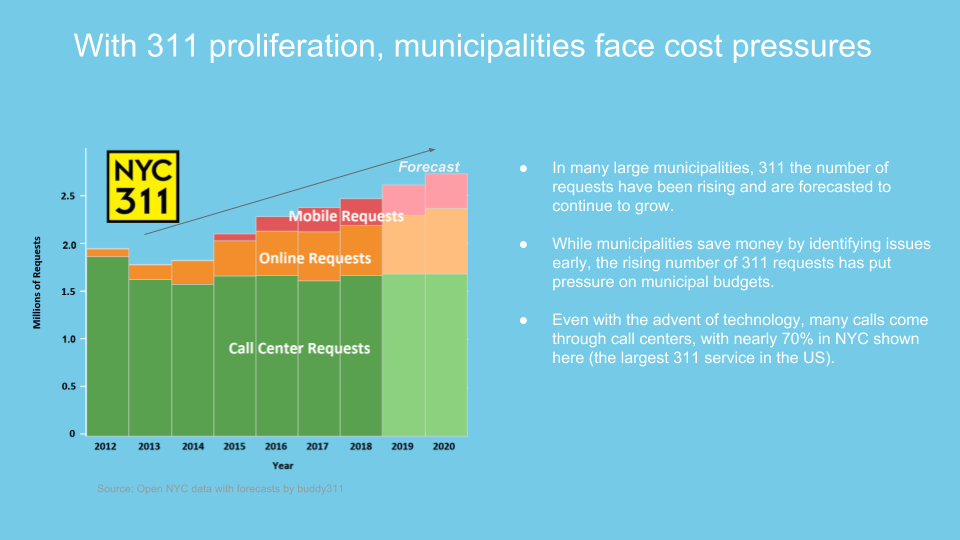 With 311 proliferation, municipalities face cost pressures
NYC
311
Forecast
2.5
2.0
1.5
1.0
0.5
0
Millions of Requests
Mobile Requests
Online Requests
Call Center Requests
2012 2013 2014 2015 2016 2017 2018 2019 2020
Year
Source: Open NYC data with forecasts by buddy311
● In many large municipalities, 311 the number of
requests have been rising and are forecasted to
continue to grow.
● While municipalities save money by identifying issues
early, the rising number of 311 requests has put
pressure on municipal budgets.
● Even with the advent of technology, many calls come
through call centers, with nearly 70% in NYC shown
here (the largest 311 service in the US).